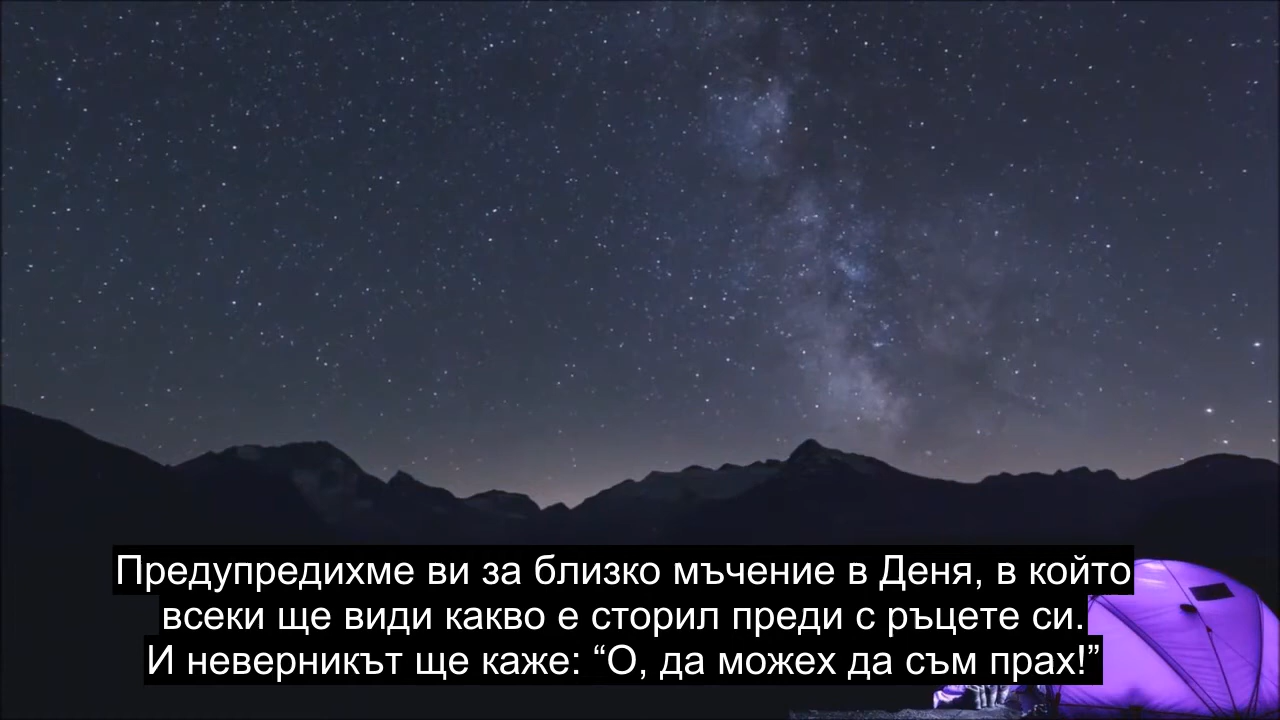 Предупредихме ви за близко мъчение в Деня, в който
всеки ще види какво е сторил преди с ръцете си.
И неверникът ще каже: “О, да можех да съм прах!”